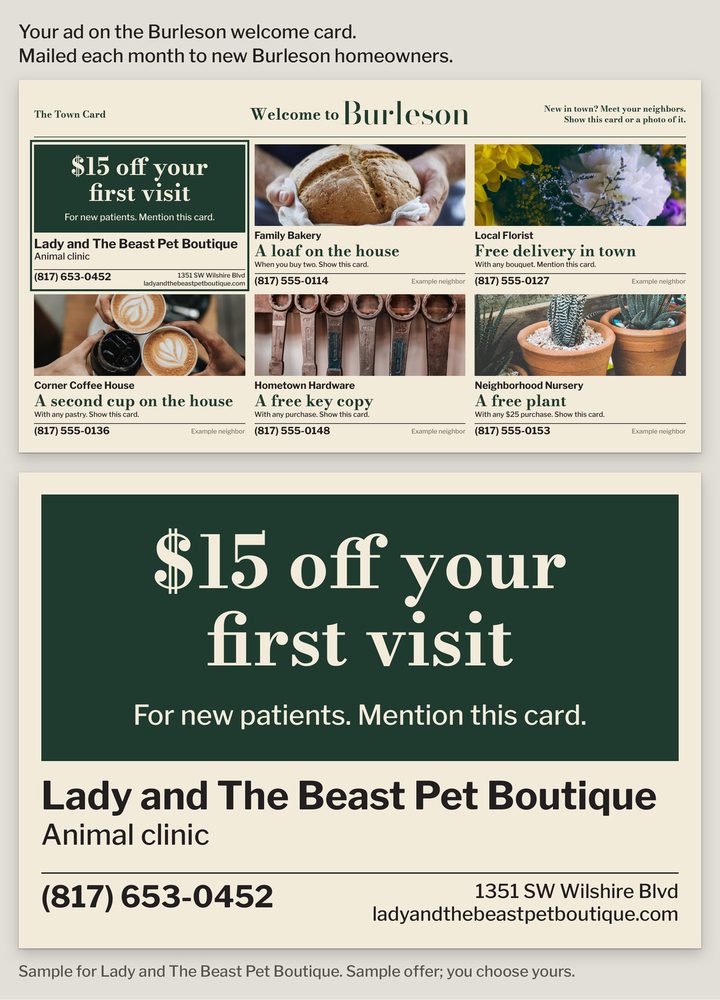 Your ad on the Burleson welcome card.
Mailed each month to new Burleson homeowners.
The Town Card
Welcome to Burleson
New in town? Meet your neighbors.
Show this card or a photo of it.
$15 off your
first visit
For new patients. Mention this card.
Lady and The Beast Pet Boutique
Animal clinic
(817) 653-0452
1351 SW Wilshire Blvd
ladyandthebeastpetboutique.com
Family Bakery
A loaf on the house
When you buy two. Show this card.
(817) 555-0114
Example neighbor
Local Florist
Free delivery in town
With any bouquet. Mention this card.
(817) 555-0127
Example neighbor
Corner Coffee House
A second cup on the house
With any pastry. Show this card.
(817) 555-0136
Example neighbor
Hometown Hardware
A free key copy
With any purchase. Show this card.
(817) 555-0148
Example neighbor
Neighborhood Nursery
A free plant
With any $25 purchase. Show this card.
(817) 555-0153
Example neighbor
$15 off your
first visit
For new patients. Mention this card.
Lady and The Beast Pet Boutique
Animal clinic
(817) 653-0452
1351 SW Wilshire Blvd
ladyandthebeastpetboutique.com
Sample for Lady and The Beast Pet Boutique. Sample offer; you choose yours.